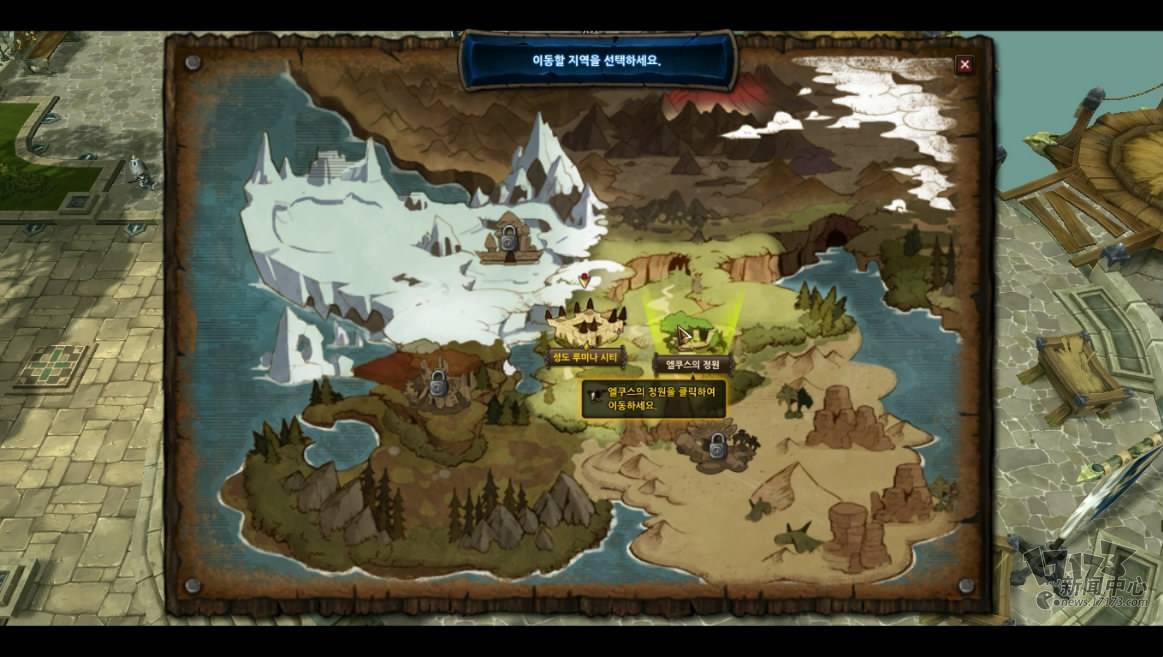 이동할 지역을 선택하세요.
성도 루미나 시티
엘쿠스의 정원
엘쿠스의 정원을 클릭하여
이동하세요.
17173
新闻中心
news.17173.com